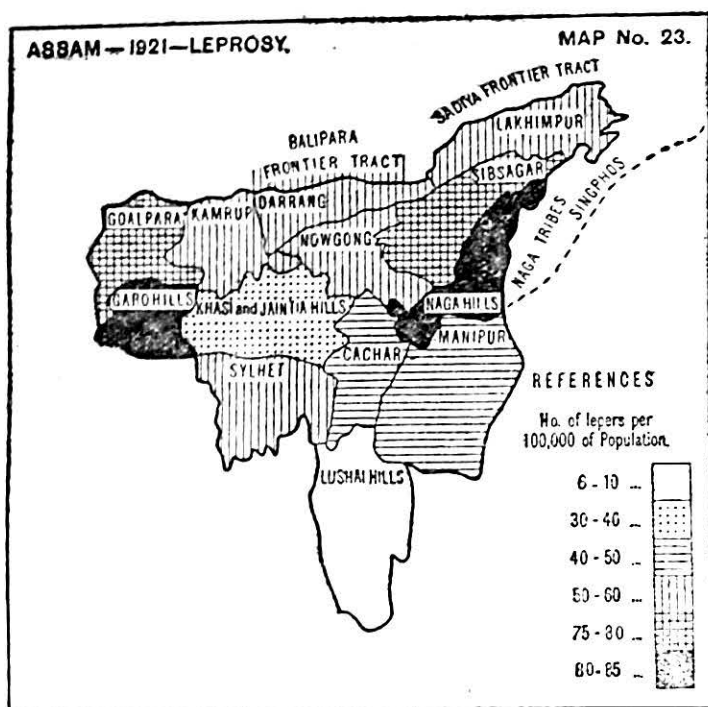 ASSAM—1921—LEPROSY.
MAP No. 23.
SADIYA FRONTIER TRACT
LAKHIMPUR
BALIPARA
FRONTIER TRACT
SIBSAGAR
GOALPARA
KAMRUP
DARRANG
NOWGONG
NAGA TRIBES
SINGPHOS
GARO HILLS
KHASI and JAINTIA HILLS
NAGA HILLS
MANIPUR
CACHAR
SYLHET
LUSHAI HILLS
REFERENCES
No. of lepers per
100,000 of Population.
6 - 10 ...
30 - 40 ...
40 - 50 ...
50 - 60 ...
75 - 80 ...
80 - 85 ...